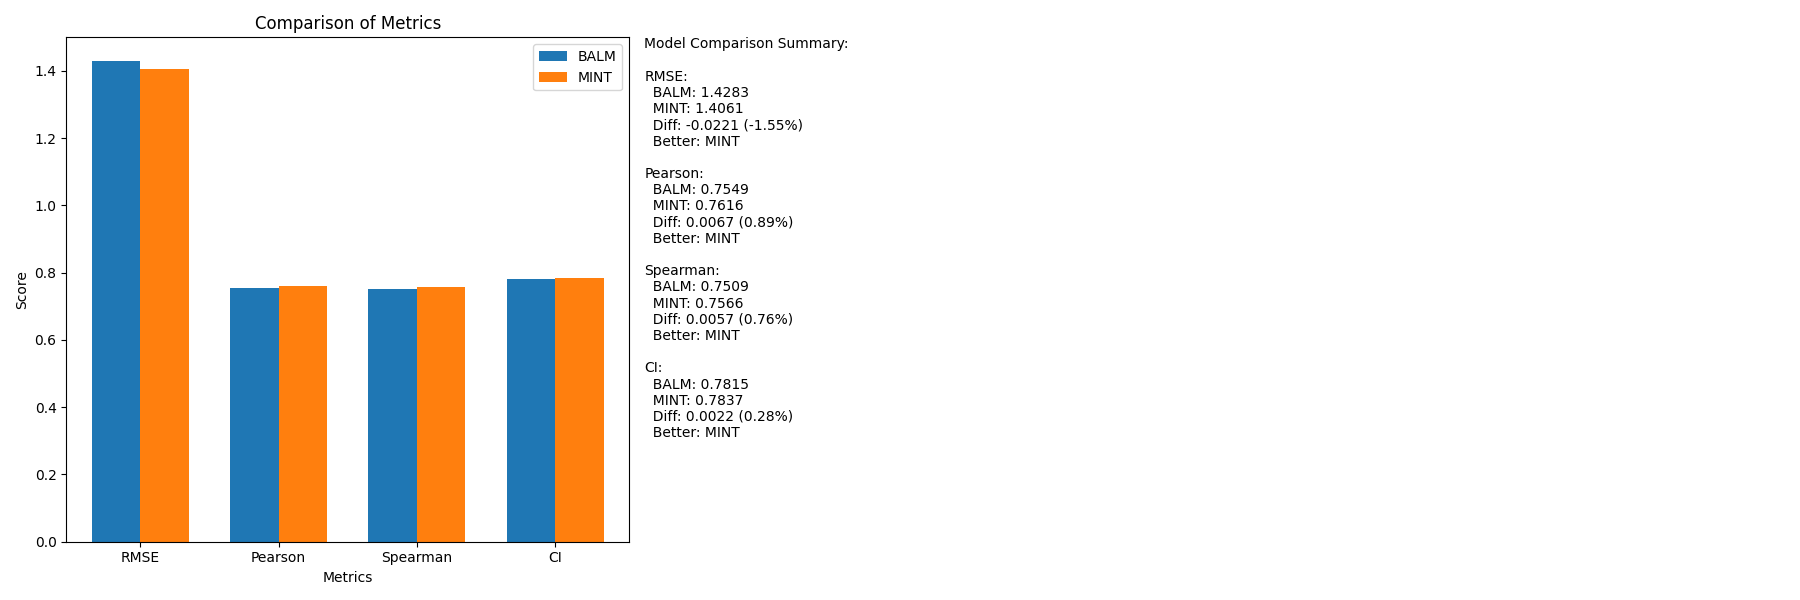 Comparison of Metrics
Score
1.4
1.2
1.0
0.8
0.6
0.4
0.2
0.0
BALM
MINT
RMSE
Pearson
Spearman
CI
Metrics
Model Comparison Summary:
RMSE:
BALM: 1.4283
MINT: 1.4061
Diff: -0.0221 (-1.55%)
Better: MINT
Pearson:
BALM: 0.7549
MINT: 0.7616
Diff: 0.0067 (0.89%)
Better: MINT
Spearman:
BALM: 0.7509
MINT: 0.7566
Diff: 0.0057 (0.76%)
Better: MINT
CI:
BALM: 0.7815
MINT: 0.7837
Diff: 0.0022 (0.28%)
Better: MINT